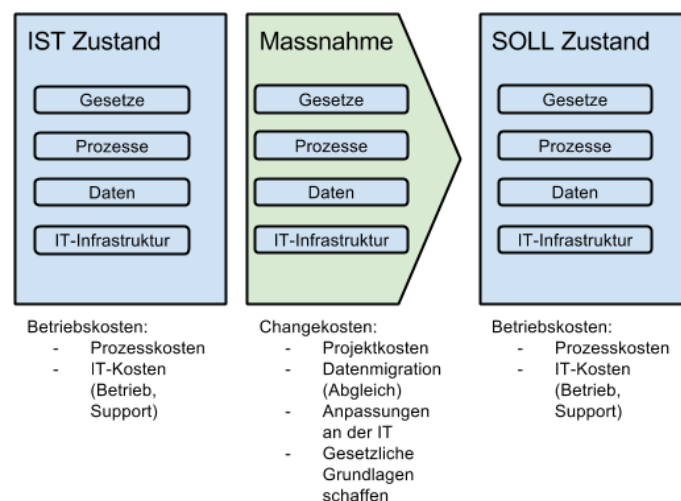 IST Zustand
Gesetze
Prozesse
Daten
IT-Infrastruktur
Betriebskosten:
- Prozesskosten
- IT-Kosten
(Betrieb,
Support)
Massnahme
Gesetze
Prozesse
Daten
IT-Infrastruktur
Changekosten:
- Projektkosten
- Datenmigration
(Abgleich)
- Anpassungen
an der IT
- Gesetzliche
Grundlagen
schaffen
SOLL Zustand
Gesetze
Prozesse
Daten
IT-Infrastruktur
Betriebskosten:
- Prozesskosten
- IT-Kosten
(Betrieb,
Support)